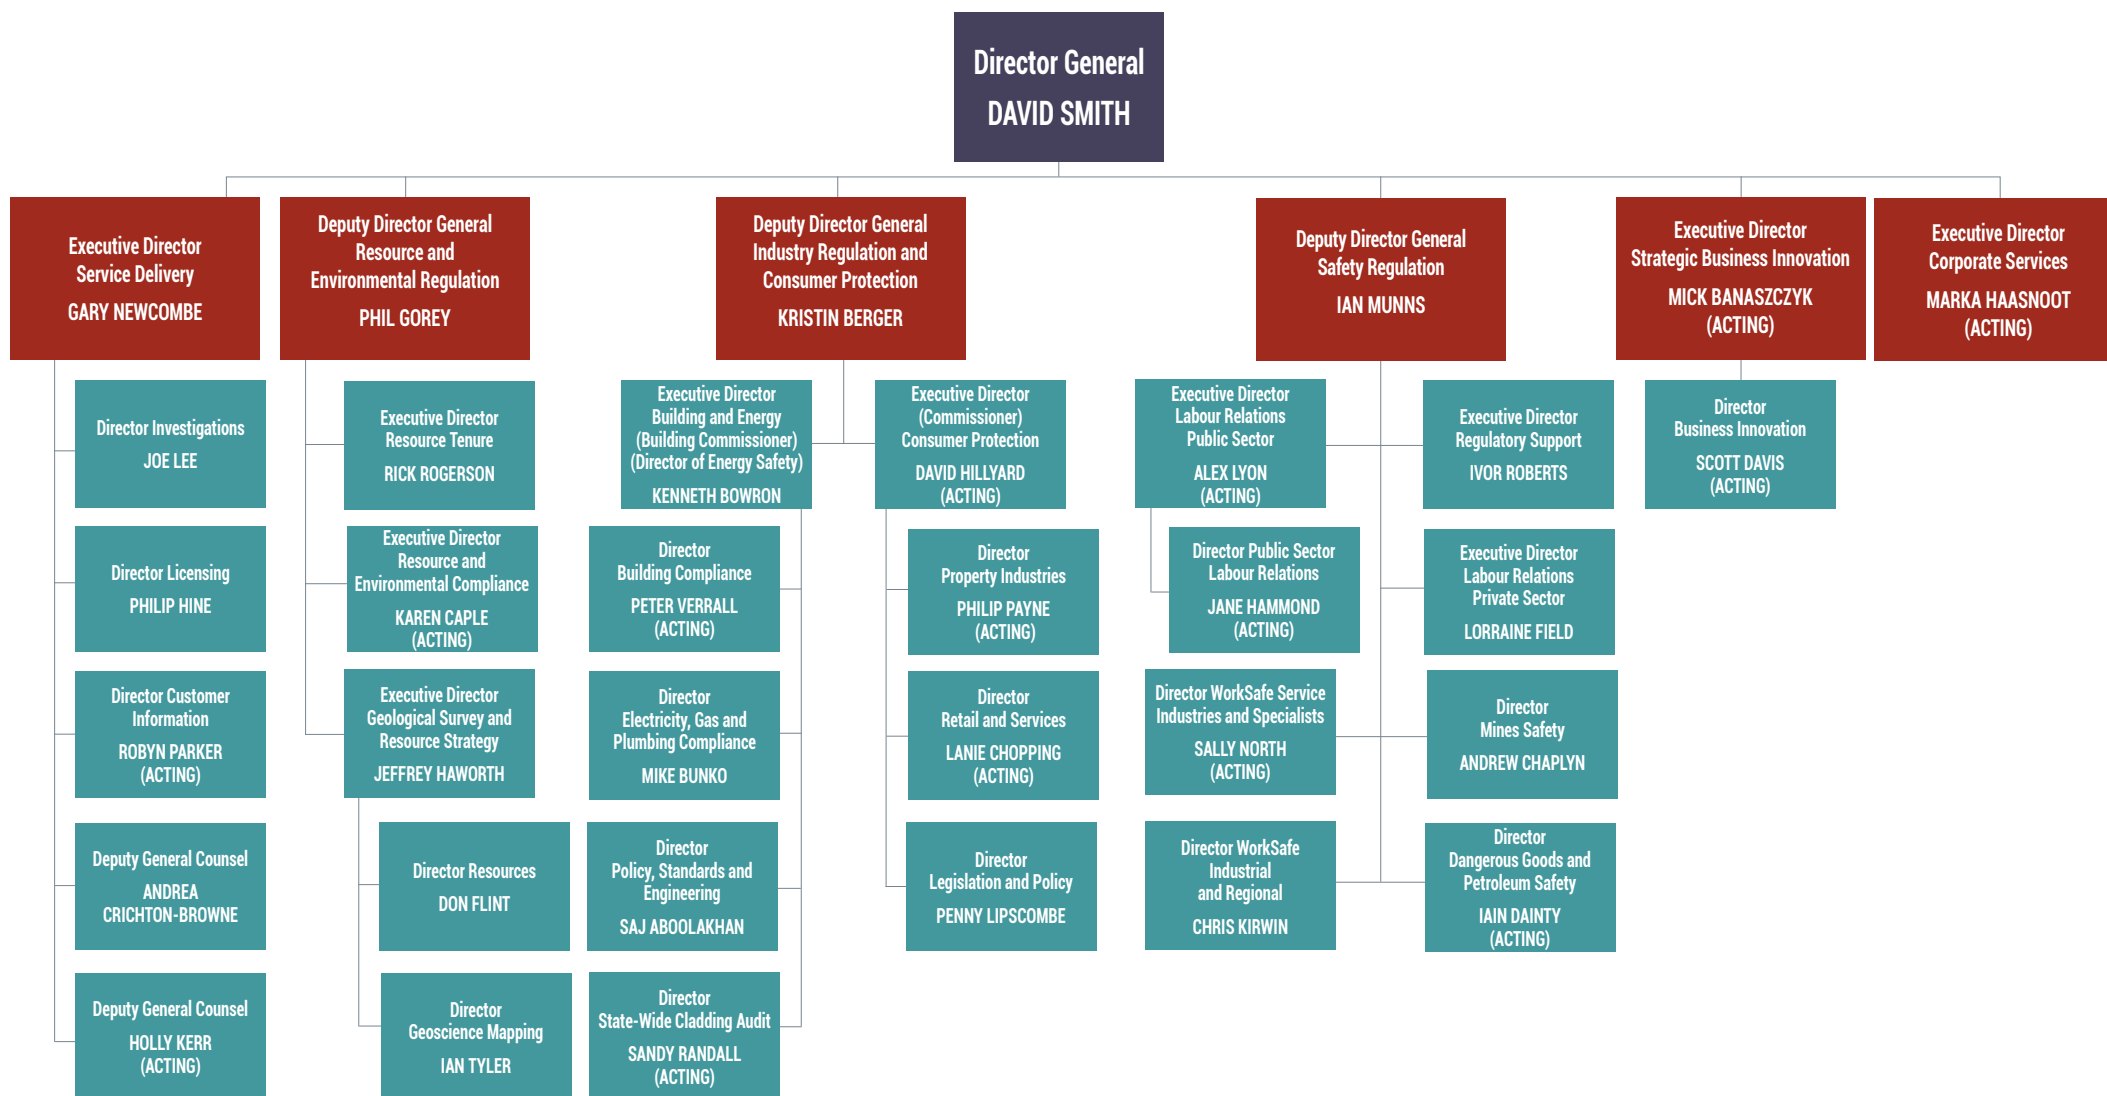 Director General
DAVID SMITH
Executive Director
Service Delivery
GARY NEWCOMBE
Deputy Director General
Resource and
Environmental Regulation
PHIL GOREY
Deputy Director General
Industry Regulation and
Consumer Protection
KRISTIN BERGER
Deputy Director General
Safety Regulation
IAN MUNNS
Executive Director
Strategic Business Innovation
MICK BANASZCZYK
(ACTING)
Executive Director
Corporate Services
MARKA HAASNOOT
(ACTING)
Director Investigations
JOE LEE
Director Licensing
PHILIP HINE
Director Customer
Information
ROBYN PARKER
(ACTING)
Deputy General Counsel
ANDREA
CRICHTON-BROWNE
Deputy General Counsel
HOLLY KERR
(ACTING)
Executive Director
Resource Tenure
RICK ROGERSON
Executive Director
Resource and
Environmental Compliance
KAREN CAPLE
(ACTING)
Executive Director
Geological Survey and
Resource Strategy
JEFFREY HAWORTH
Director Resources
DON FLINT
Director
Geoscience Mapping
IAN TYLER
Executive Director
Building and Energy
(Building Commissioner)
(Director of Energy Safety)
KENNETH BOWRON
Director
Building Compliance
PETER VERRALL
(ACTING)
Director
Electricity, Gas and
Plumbing Compliance
MIKE BUNKO
Director
Policy, Standards and
Engineering
SAJ ABOOLAKHAN
Director
State-Wide Cladding Audit
SANDY RANDALL
(ACTING)
Executive Director
(Commissioner)
Consumer Protection
DAVID HILLYARD
(ACTING)
Director
Property Industries
PHILIP PAYNE
(ACTING)
Director
Retail and Services
LANIE CHOPPING
(ACTING)
Director
Legislation and Policy
PENNY LIPSCOMBE
Executive Director
Labour Relations
Public Sector
ALEX LYON
(ACTING)
Director Public Sector
Labour Relations
JANE HAMMOND
(ACTING)
Director WorkSafe Service
Industries and Specialists
SALLY NORTH
(ACTING)
Director WorkSafe
Industrial
and Regional
CHRIS KIRWIN
Executive Director
Regulatory Support
IVOR ROBERTS
Executive Director
Labour Relations
Private Sector
LORRAINE FIELD
Director
Mines Safety
ANDREW CHAPLYN
Director
Dangerous Goods and
Petroleum Safety
IAIN DAINTY
(ACTING)
Director
Business Innovation
SCOTT DAVIS
(ACTING)